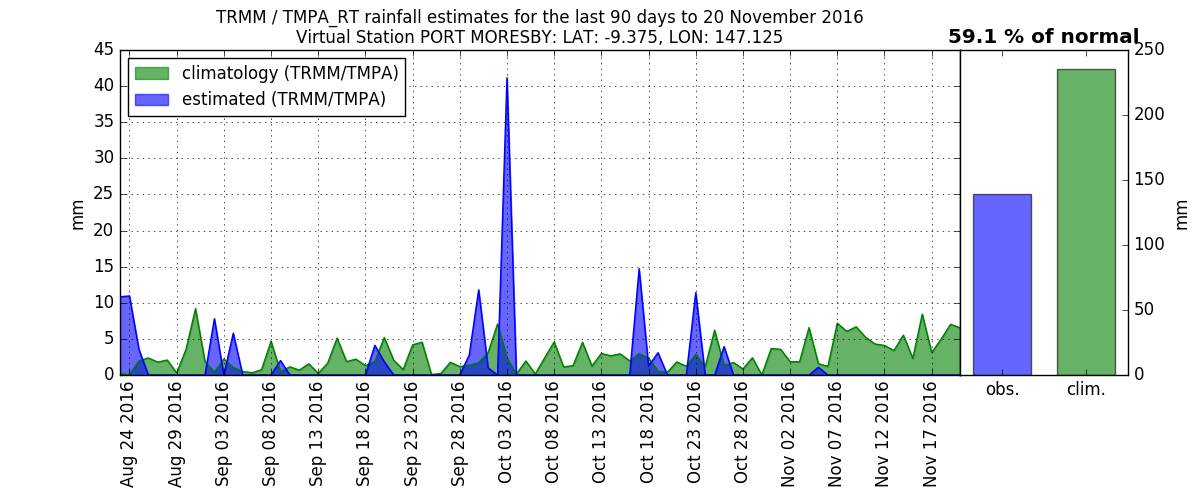 TRMM / TMPA_RT rainfall estimates for the last 90 days to 20 November 2016
Virtual Station PORT MORESBY: LAT: -9.375, LON: 147.125
59.1 % of normal
climatology (TRMM/TMPA)
estimated (TRMM/TMPA)
45
40
35
30
25
20
15
10
5
0
mm
Aug 24 2016
Aug 29 2016
Sep 03 2016
Sep 08 2016
Sep 13 2016
Sep 18 2016
Sep 23 2016
Sep 28 2016
Oct 03 2016
Oct 08 2016
Oct 13 2016
Oct 18 2016
Oct 23 2016
Oct 28 2016
Nov 02 2016
Nov 07 2016
Nov 12 2016
Nov 17 2016
obs.
clim.
250
200
150
100
50
0
mm